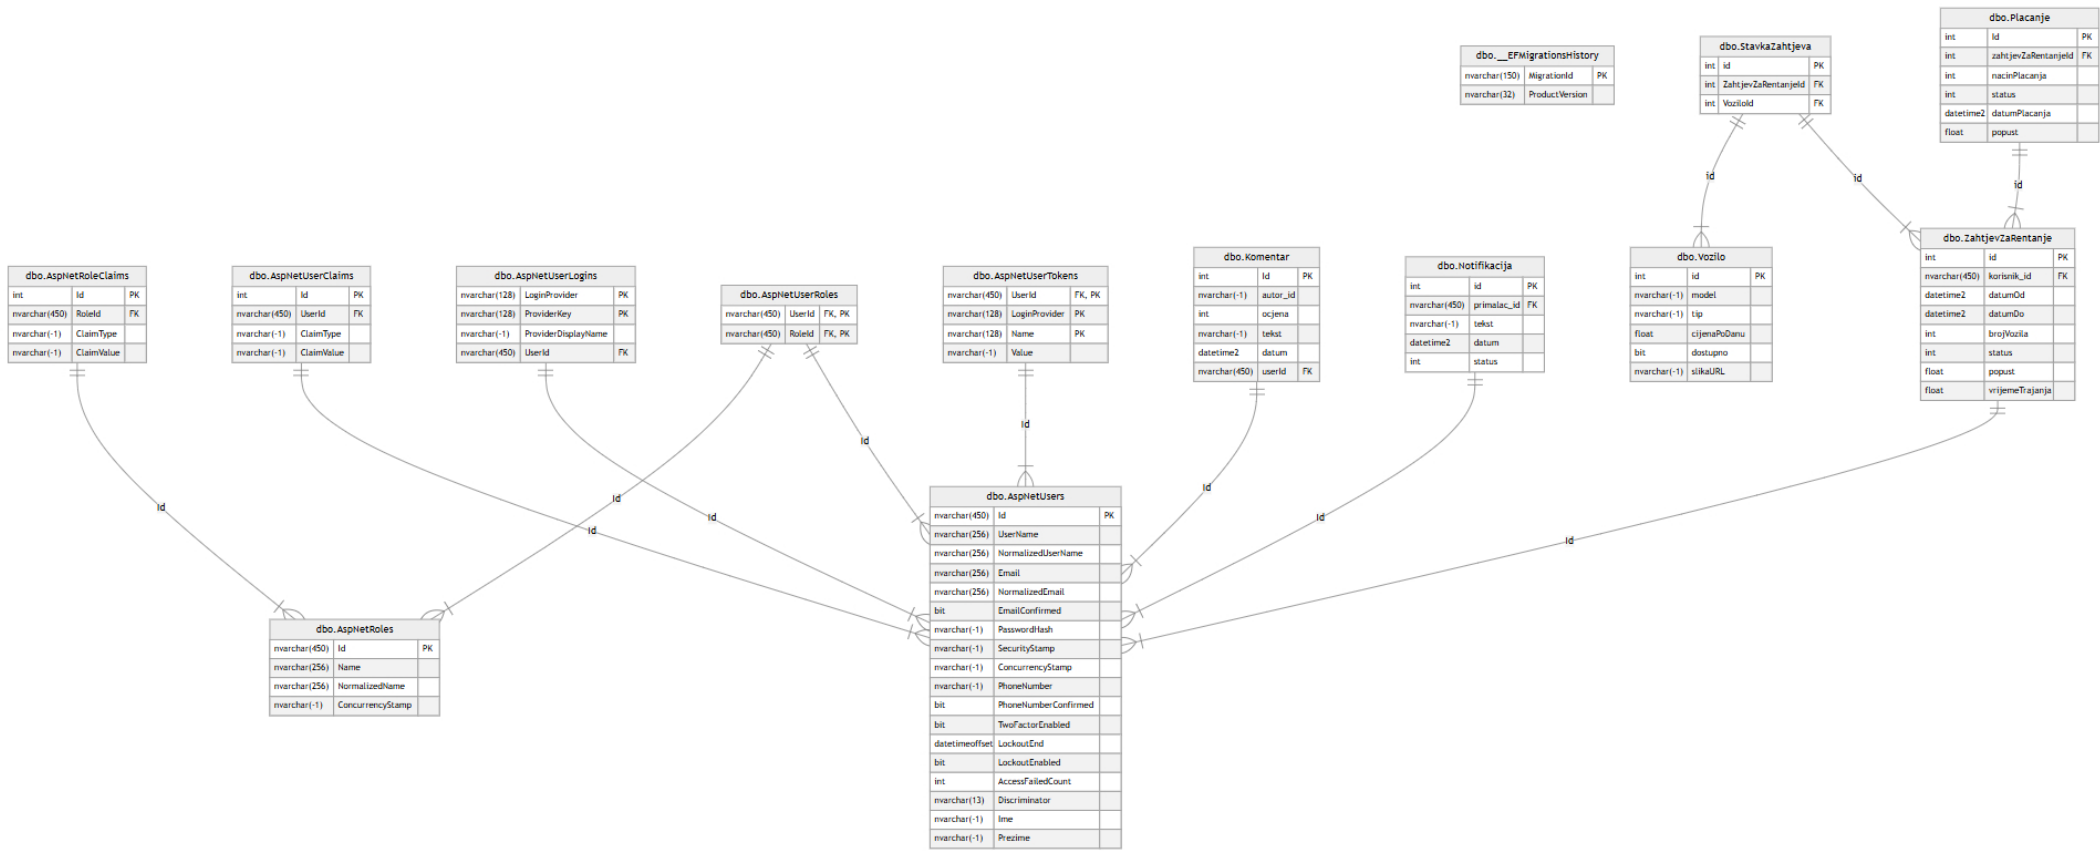 dbo.Placanje
int Id PK
int zahtjevZaRentanjeId FK
int nacinPlacanja
int status
datetime2 datumPlacanja
float popust
dbo.StavkaZahtjeva
int id PK
int ZahtjevZaRentanjeId FK
int VoziloId FK
dbo.__EFMigrationsHistory
nvarchar(150) MigrationId PK
nvarchar(32) ProductVersion
id
id
id
dbo.ZahtjevZaRentanje
int id PK
nvarchar(450) korisnik_id FK
datetime2 datumOd
datetime2 datumDo
int brojVozila
int status
float popust
float vrijemeTrajanja
dbo.Vozilo
int id PK
nvarchar(-1) model
nvarchar(-1) tip
float cijenaPoDanu
bit dostupno
nvarchar(-1) slikaURL
dbo.Notifikacija
int id PK
nvarchar(450) primalac_id FK
nvarchar(-1) tekst
datetime2 datum
int status
dbo.Komentar
int Id PK
nvarchar(-1) autor_id
int ocjena
nvarchar(-1) tekst
datetime2 datum
nvarchar(450) userId FK
dbo.AspNetUserTokens
nvarchar(450) UserId FK, PK
nvarchar(128) LoginProvider PK
nvarchar(128) Name PK
nvarchar(-1) Value
dbo.AspNetUserRoles
nvarchar(450) UserId FK, PK
nvarchar(450) RoleId FK, PK
dbo.AspNetUserLogins
nvarchar(128) LoginProvider PK
nvarchar(128) ProviderKey PK
nvarchar(-1) ProviderDisplayName
nvarchar(450) UserId FK
dbo.AspNetUserClaims
int Id PK
nvarchar(450) UserId FK
nvarchar(-1) ClaimType
nvarchar(-1) ClaimValue
dbo.AspNetRoleClaims
int Id PK
nvarchar(450) RoleId FK
nvarchar(-1) ClaimType
nvarchar(-1) ClaimValue
Id
Id
Id
Id
Id
Id
Id
Id
Id
dbo.AspNetUsers
nvarchar(450) Id PK
nvarchar(256) UserName
nvarchar(256) NormalizedUserName
nvarchar(256) Email
nvarchar(256) NormalizedEmail
bit EmailConfirmed
nvarchar(-1) PasswordHash
nvarchar(-1) SecurityStamp
nvarchar(-1) ConcurrencyStamp
nvarchar(-1) PhoneNumber
bit PhoneNumberConfirmed
bit TwoFactorEnabled
datetimeoffset LockoutEnd
bit LockoutEnabled
int AccessFailedCount
nvarchar(13) Discriminator
nvarchar(-1) Ime
nvarchar(-1) Prezime
dbo.AspNetRoles
nvarchar(450) Id PK
nvarchar(256) Name
nvarchar(256) NormalizedName
nvarchar(-1) ConcurrencyStamp